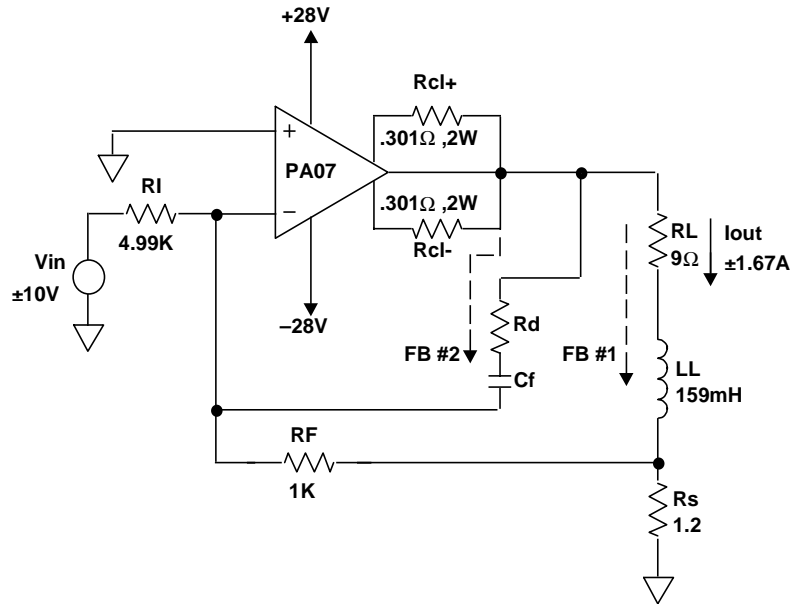 +28V
Rcl+
.301Ω ,2W
+
PA07
RI
−
.301Ω ,2W
4.99K
Rcl-
RL
Iout
9Ω
±1.67A
Vin
±10V
−28V
Rd
FB #2
FB #1
LL
Cf
159mH
RF
1K
Rs
1.2